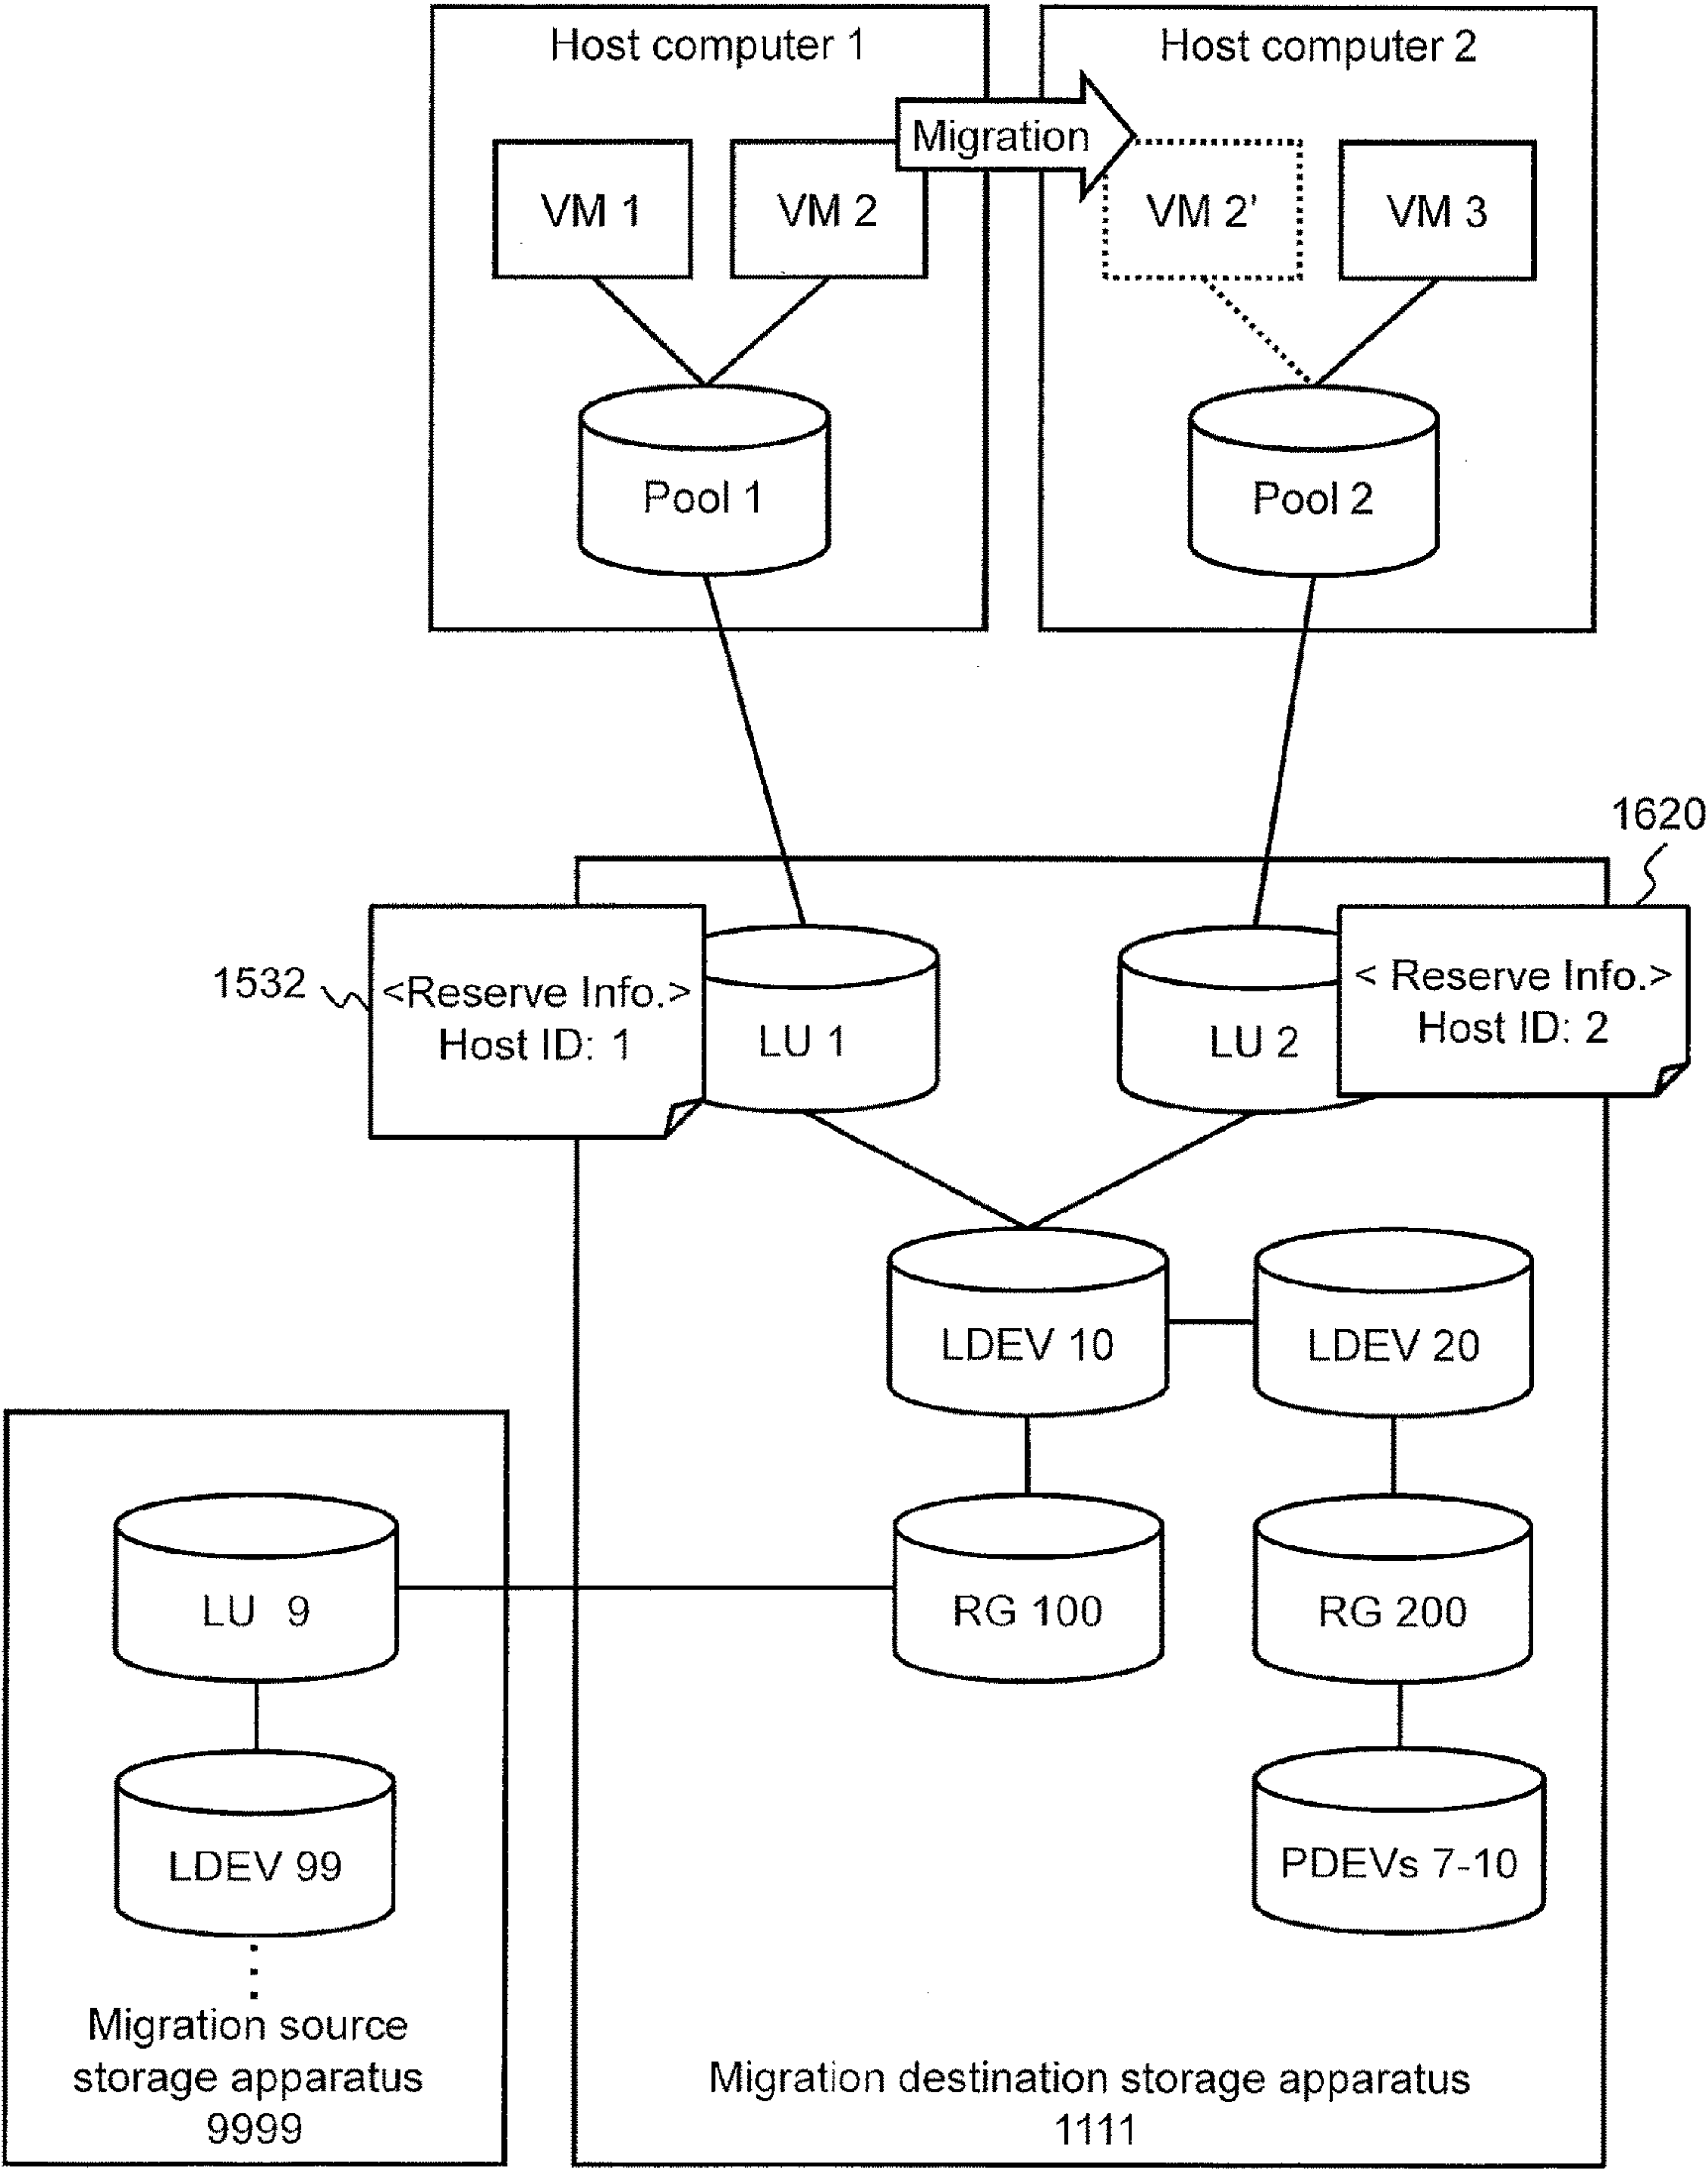 Host computer 1
Host computer 2
Migration
VM 1
VM 2
VM 2'
VM 3
Pool 1
Pool 2
1620
1532
<Reserve Info.>
Host ID: 1
LU 1
LU 2
< Reserve Info.>
Host ID: 2
LDEV 10
LDEV 20
LU 9
RG 100
RG 200
LDEV 99
PDEVs 7-10
Migration source
storage apparatus
9999
Migration destination storage apparatus
1111